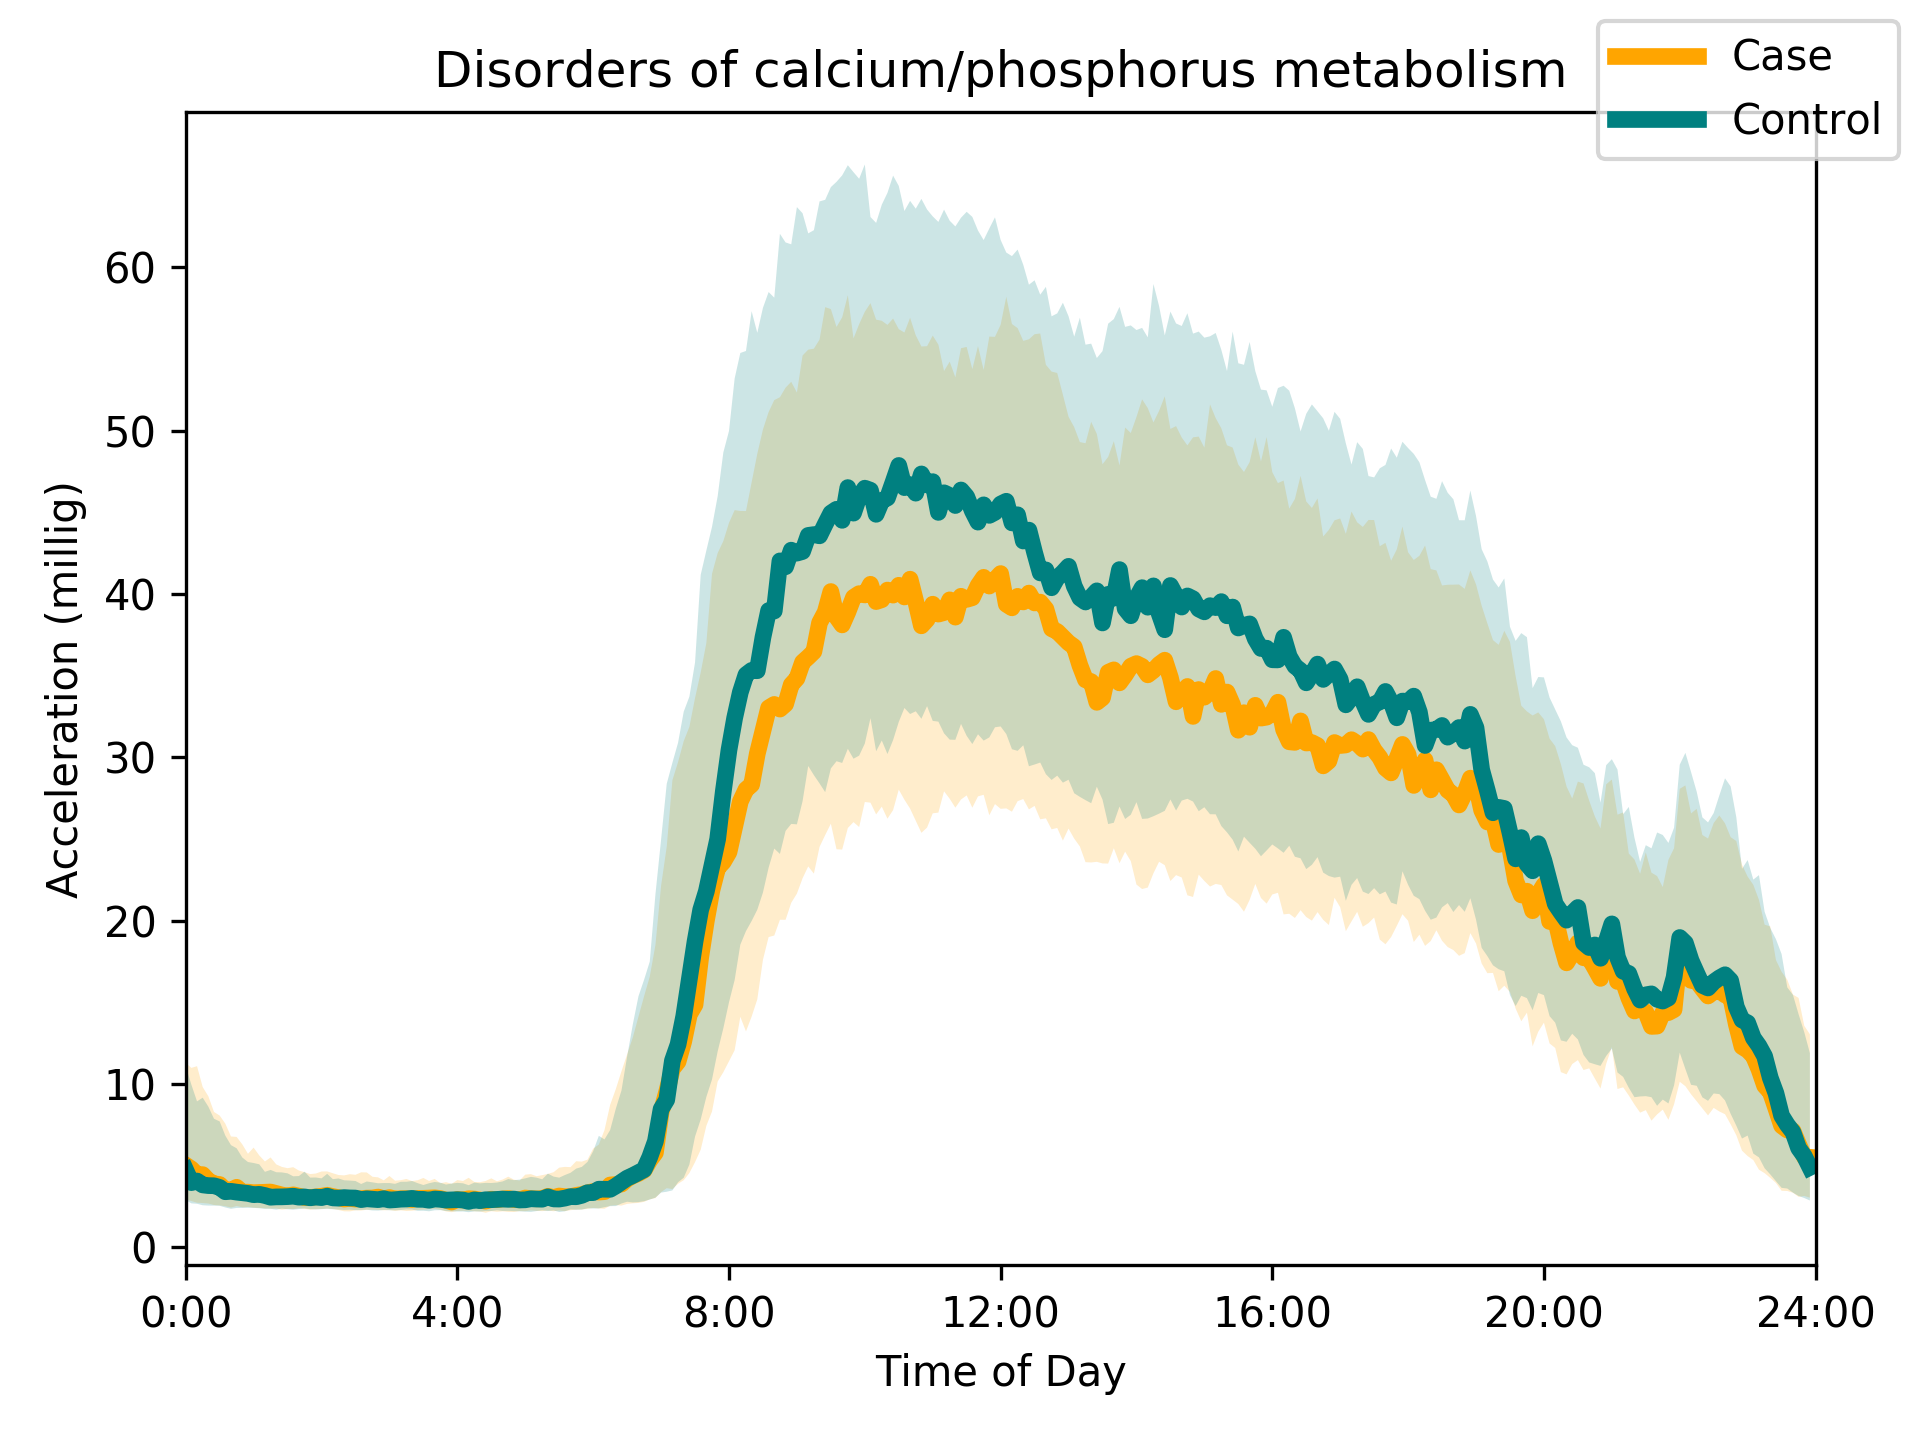 Disorders of calcium/phosphorus metabolism
Case
Control
Acceleration (millig)
60
50
40
30
20
10
0
0:00
4:00
8:00
12:00
16:00
20:00
24:00
Time of Day